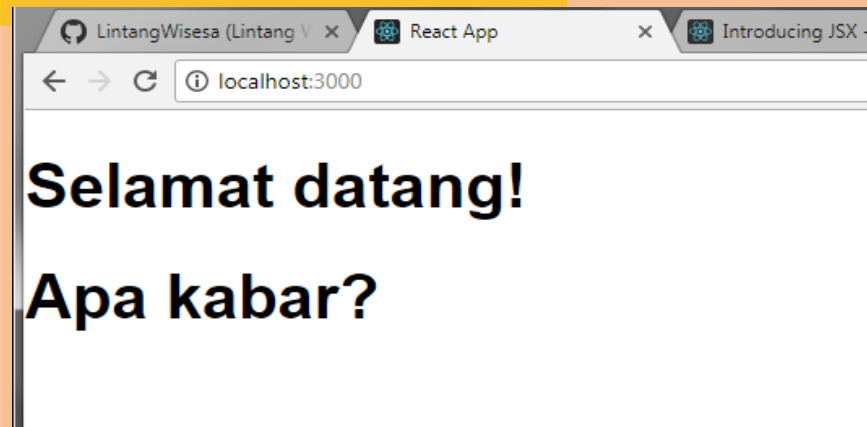 LintangWisesa (Lintang
React App
Introducing JSX -
localhost:3000
Selamat datang!
Apa kabar?